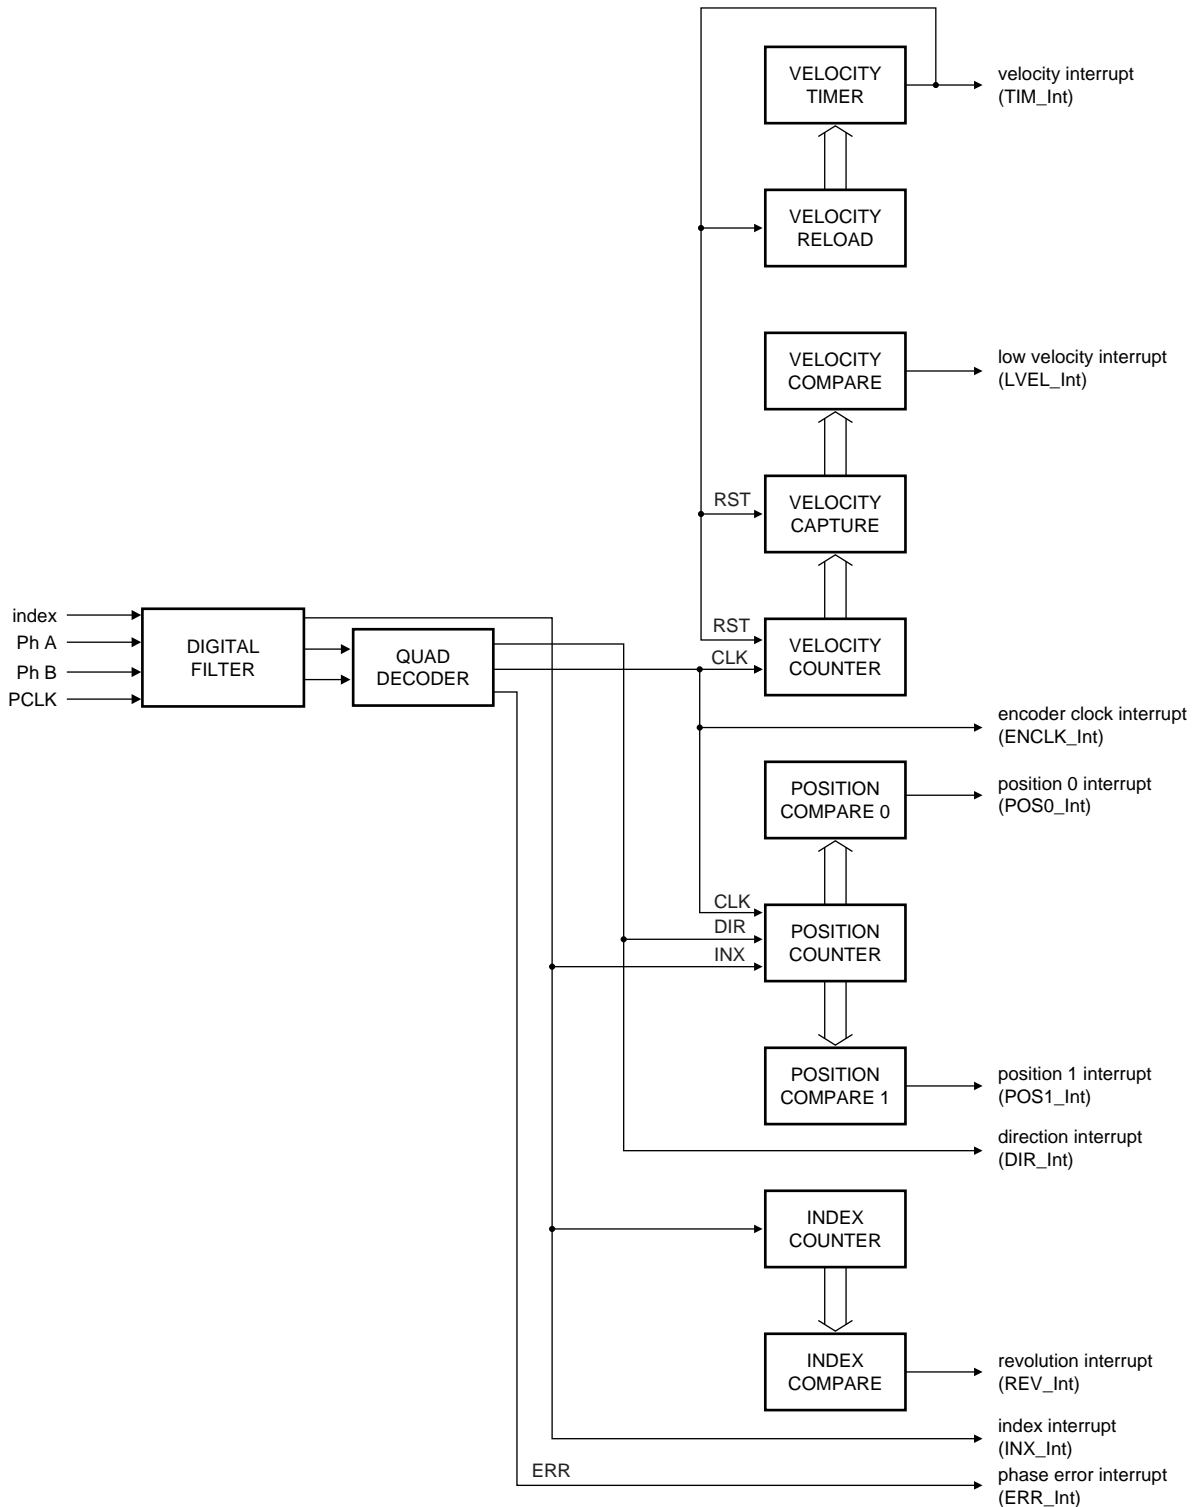 VELOCITY
TIMER
velocity interrupt
(TIM_Int)
VELOCITY
RELOAD
VELOCITY
COMPARE
low velocity interrupt
(LVEL_Int)
RST
VELOCITY
CAPTURE
index
Ph A
Ph B
PCLK
DIGITAL
FILTER
QUAD
DECODER
RST
CLK
VELOCITY
COUNTER
encoder clock interrupt
(ENCLK_Int)
POSITION
COMPARE 0
position 0 interrupt
(POS0_Int)
CLK
DIR
INX
POSITION
COUNTER
POSITION
COMPARE 1
position 1 interrupt
(POS1_Int)
direction interrupt
(DIR_Int)
INDEX
COUNTER
INDEX
COMPARE
revolution interrupt
(REV_Int)
index interrupt
(INX_Int)
ERR
phase error interrupt
(ERR_Int)